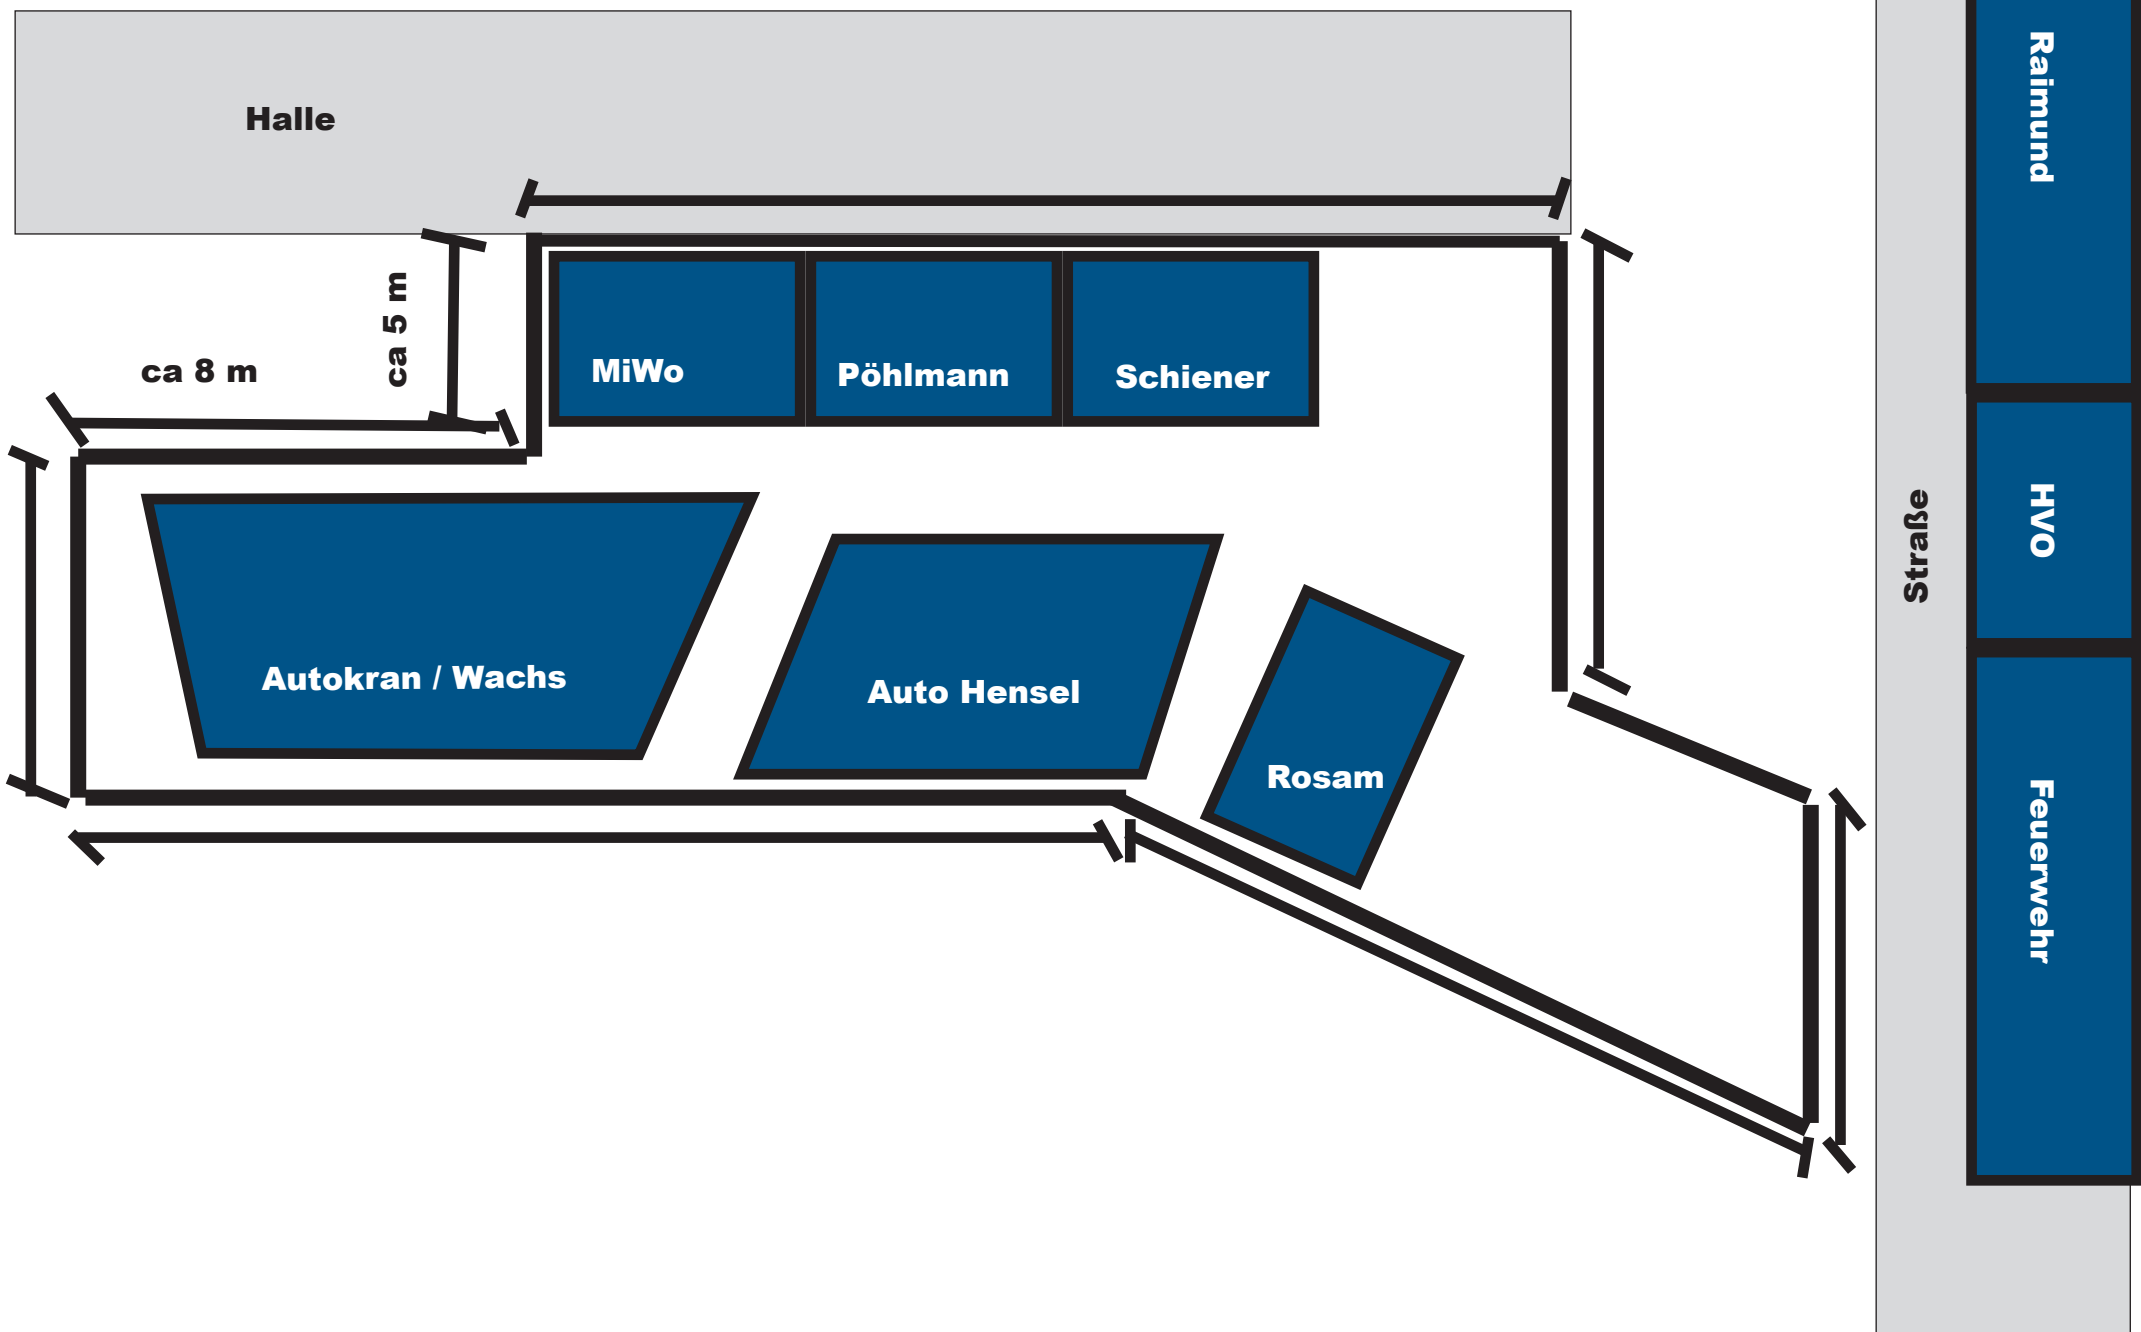 Halle
Raimund
ca 5 m
ca 8 m
MiWo
Pöhlmann
Schiener
Straße
HVO
Autokran / Wachs
Auto Hensel
Rosam
Feuerwehr